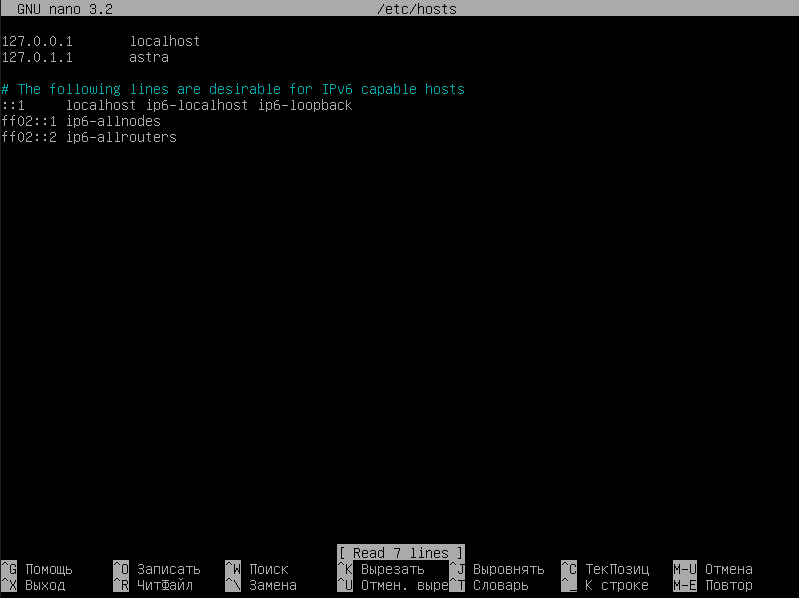 GNU nano 3.2 /etc/hosts
127.0.0.1 localhost
127.0.1.1 astra
# The following lines are desirable for IPv6 capable hosts
::1 localhost ip6-localhost ip6-loopback
ff02::1 ip6-allnodes
ff02::2 ip6-allrouters
[ Read 7 lines ]
^G Помощь ^O Записать ^W Поиск ^K Вырезать ^J Выровнять ^C ТекПозиц M-U Отмена
^X Выход ^R ЧитФайл ^\ Замена ^U Отмен. выре ^T Словарь ^_ К строке M-E Повтор